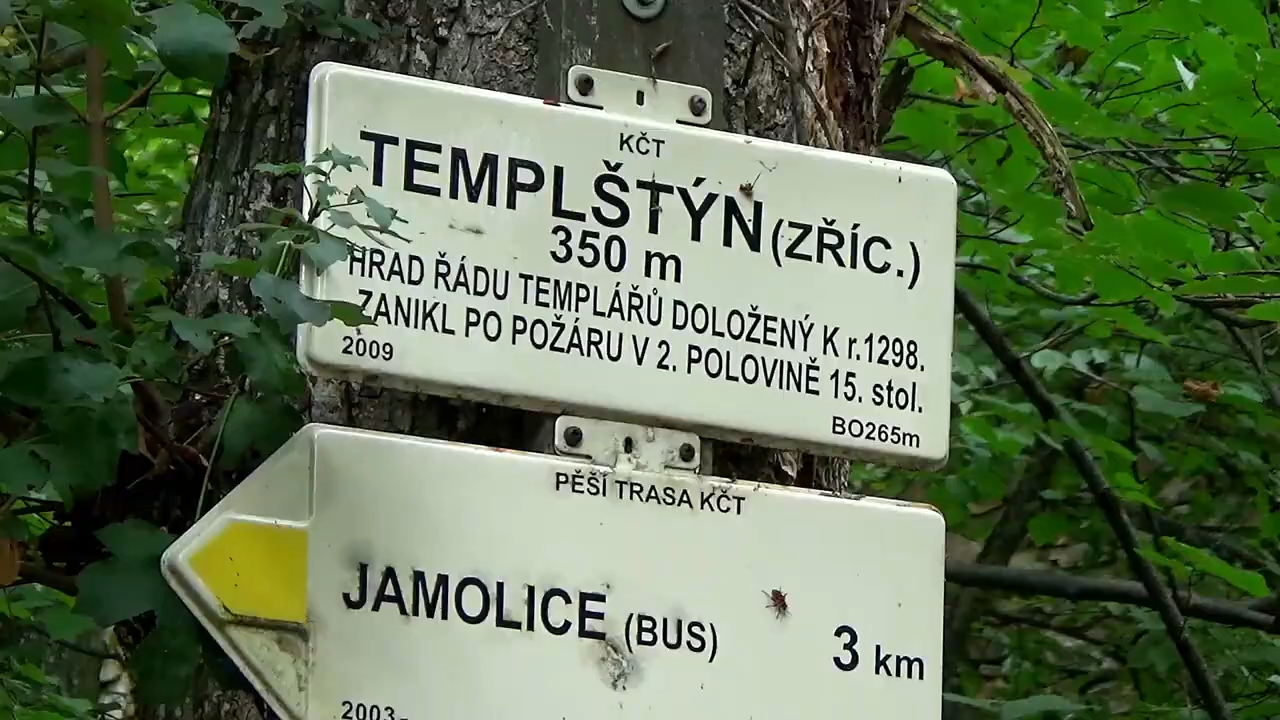 KČT
TEMPLŠTÝN (ZŘÍC.)
350 m
HRAD ŘÁDU TEMPLÁŘŮ DOLOŽENÝ K r.1298.
ZANIKL PO POŽÁRU V 2. POLOVINĚ 15. stol.
2009
BO265m
PĚŠÍ TRASA KČT
JAMOLICE (BUS) 3 km
2003-